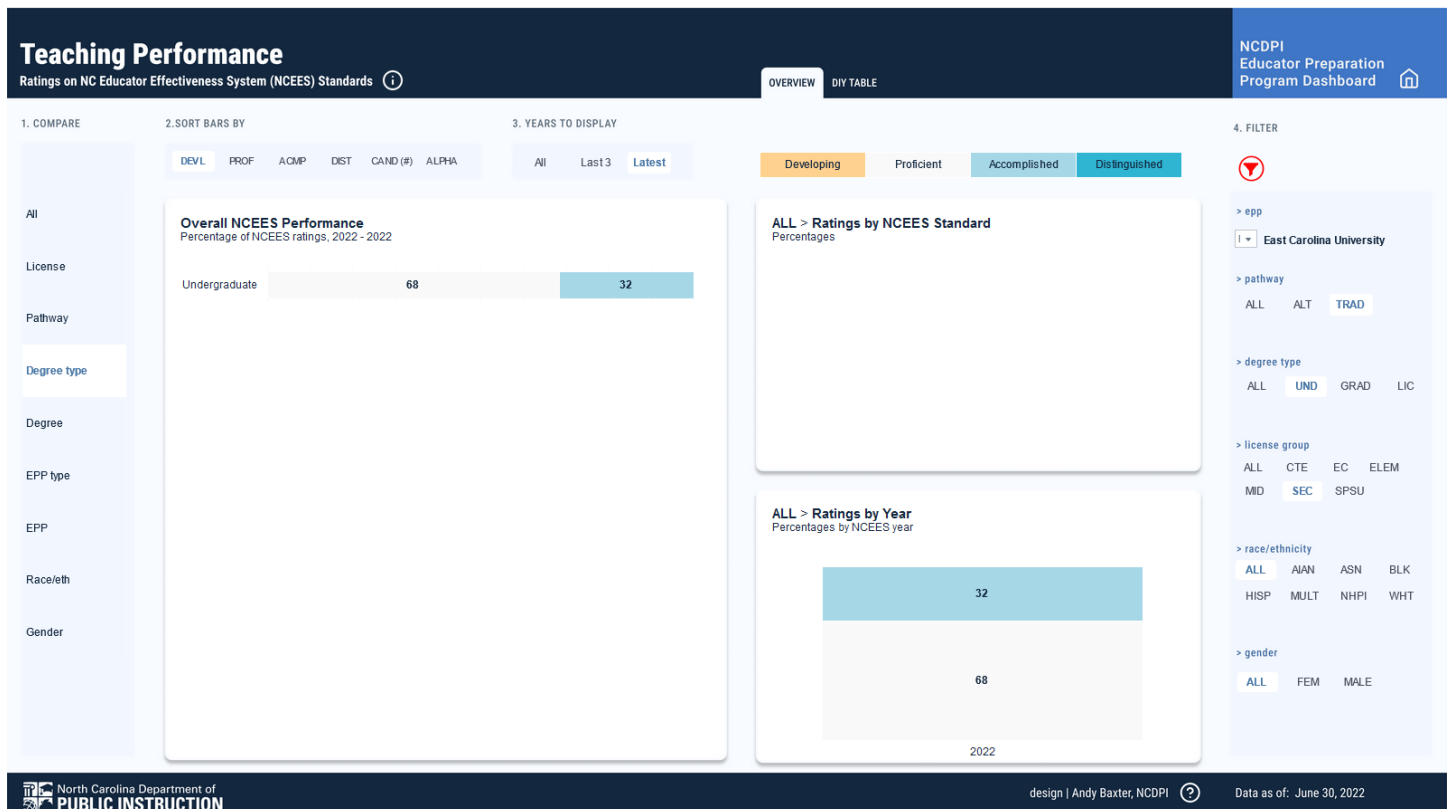 Teaching Performance
Ratings on NC Educator Effectiveness System (NCEES) Standards
OVERVIEW DIY TABLE
NCDPI
Educator Preparation
Program Dashboard
1. COMPARE
All
License
Pathway
Degree type
Degree
EPP type
EPP
Race/eth
Gender
2.SORT BARS BY
DEVL PROF ACMP DIST CAND (#) ALPHA
3. YEARS TO DISPLAY
All Last 3 Latest
Developing Proficient Accomplished Distinguished
Overall NCEES Performance
Percentage of NCEES ratings, 2022 - 2022
Undergraduate 68 32
ALL > Ratings by NCEES Standard
Percentages
ALL > Ratings by Year
Percentages by NCEES year
32
68
2022
4. FILTER
> epp
East Carolina University
> pathway
ALL ALT TRAD
> degree type
ALL UND GRAD LIC
> license group
ALL CTE EC ELEM
MID SEC SPSU
> race/ethnicity
ALL AIAN ASN BLK
HISP MULT NHPI WHT
> gender
ALL FEM MALE
North Carolina Department of
PUBLIC INSTRUCTION
design | Andy Baxter, NCDPI
Data as of: June 30, 2022